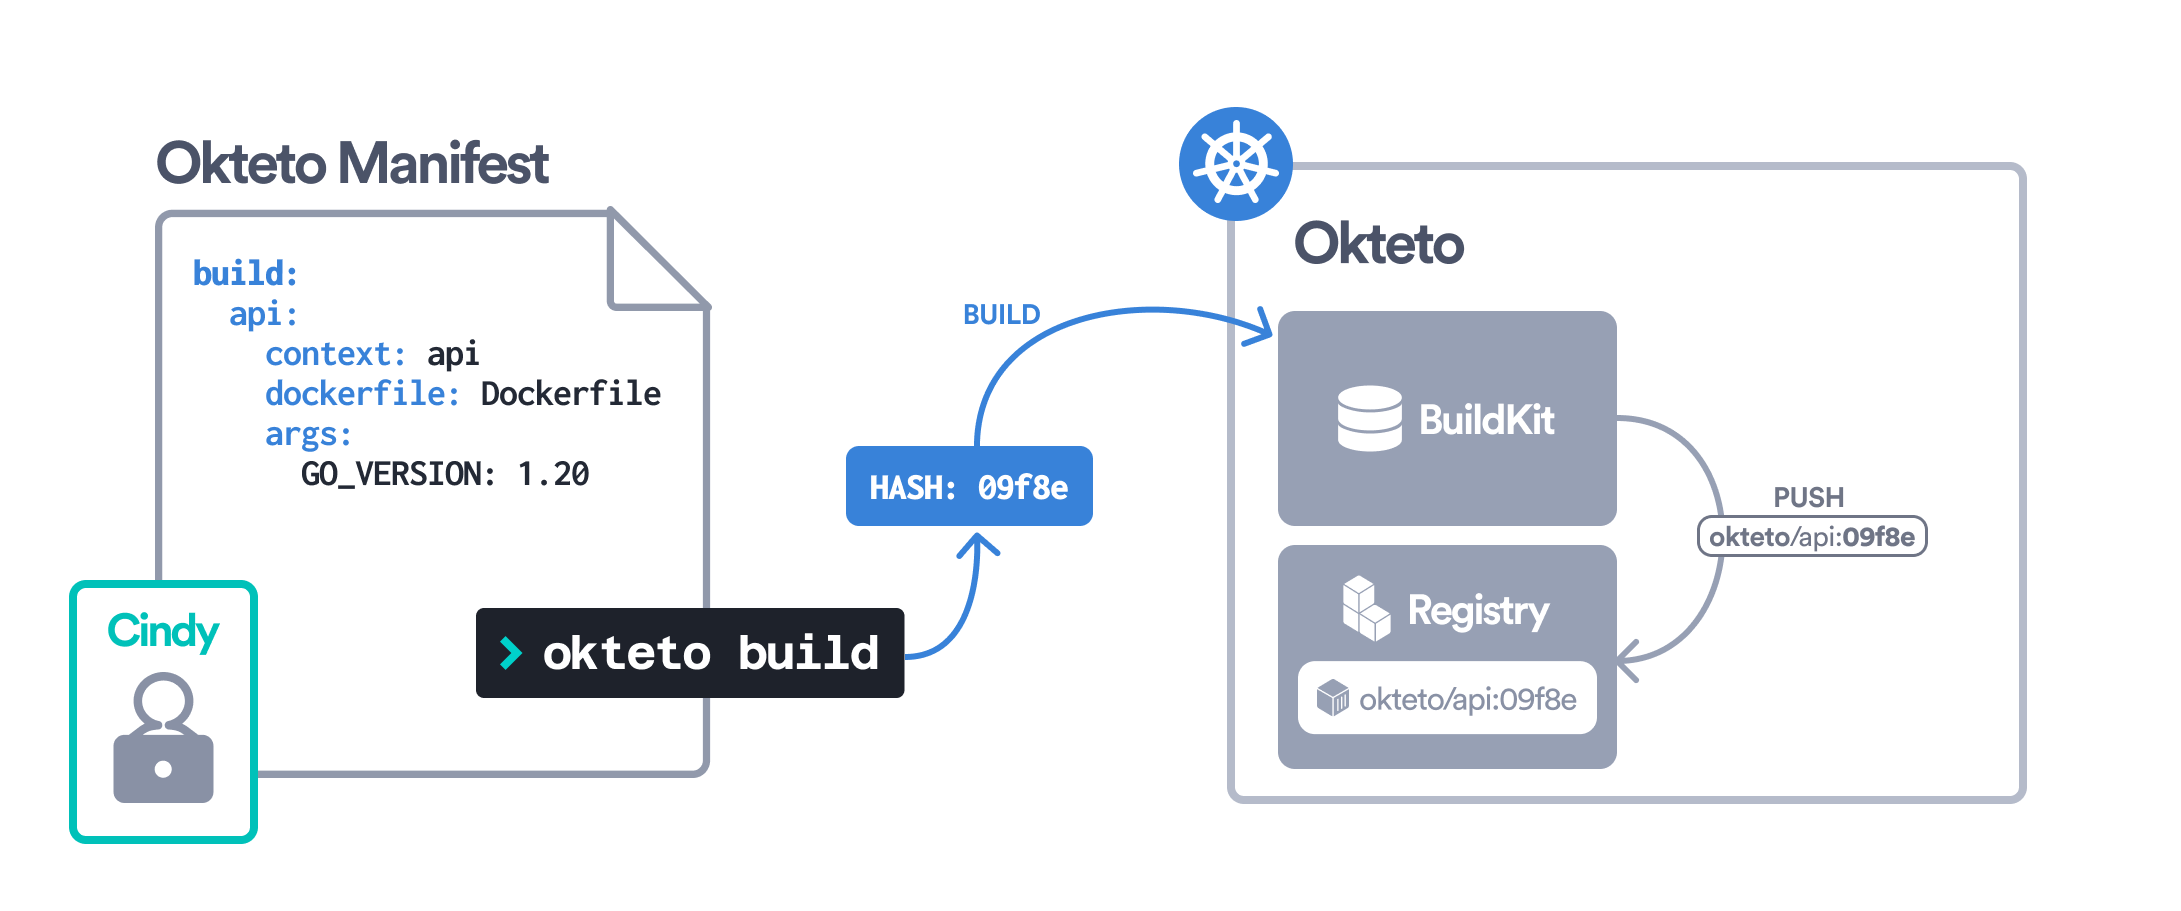 Okteto Manifest
build:
  api:
    context: api
    dockerfile: Dockerfile
    args:
      GO_VERSION: 1.20
Cindy
> okteto build
HASH: 09f8e
BUILD
Okteto
BuildKit
PUSH
okteto/api:09f8e
Registry
okteto/api:09f8e